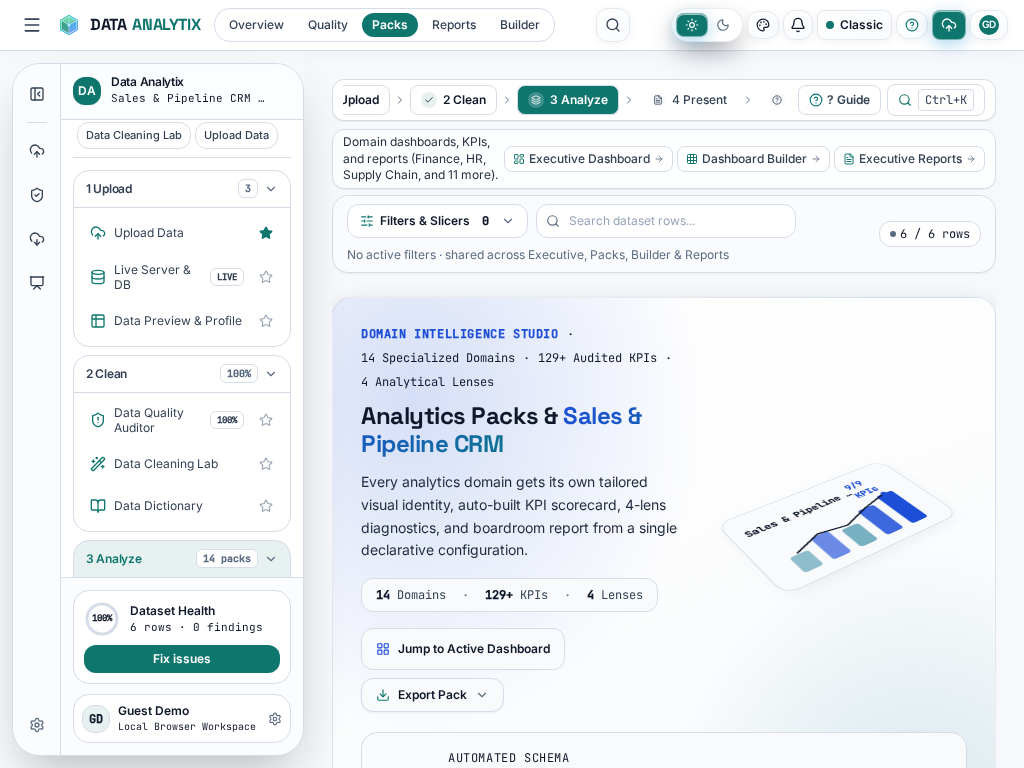 DATA ANALYTIX
Overview
Quality
Packs
Reports
Builder
Classic
GD
DA
Data Analytix
Sales & Pipeline CRM …
Data Cleaning Lab
Upload Data
1 Upload
3
Upload Data
Live Server &
DB
LIVE
Data Preview & Profile
2 Clean
100%
Data Quality
Auditor
100%
Data Cleaning Lab
Data Dictionary
3 Analyze
14 packs
100%
Dataset Health
6 rows · 0 findings
Fix issues
GD
Guest Demo
Local Browser Workspace
Upload
2 Clean
3 Analyze
4 Present
? Guide
Ctrl+K
Domain dashboards, KPIs,
and reports (Finance, HR,
Supply Chain, and 11 more).
Executive Dashboard →
Dashboard Builder →
Executive Reports →
Filters & Slicers 0
Search dataset rows...
6 / 6 rows
No active filters · shared across Executive, Packs, Builder & Reports
DOMAIN INTELLIGENCE STUDIO ·
14 Specialized Domains · 129+ Audited KPIs ·
4 Analytical Lenses
Analytics Packs & Sales &
Pipeline CRM
Every analytics domain gets its own tailored
visual identity, auto-built KPI scorecard, 4-lens
diagnostics, and boardroom report from a single
declarative configuration.
14 Domains · 129+ KPIs · 4 Lenses
Jump to Active Dashboard
Export Pack
Sales & Pipeline
9/9
KPIs
AUTOMATED SCHEMA